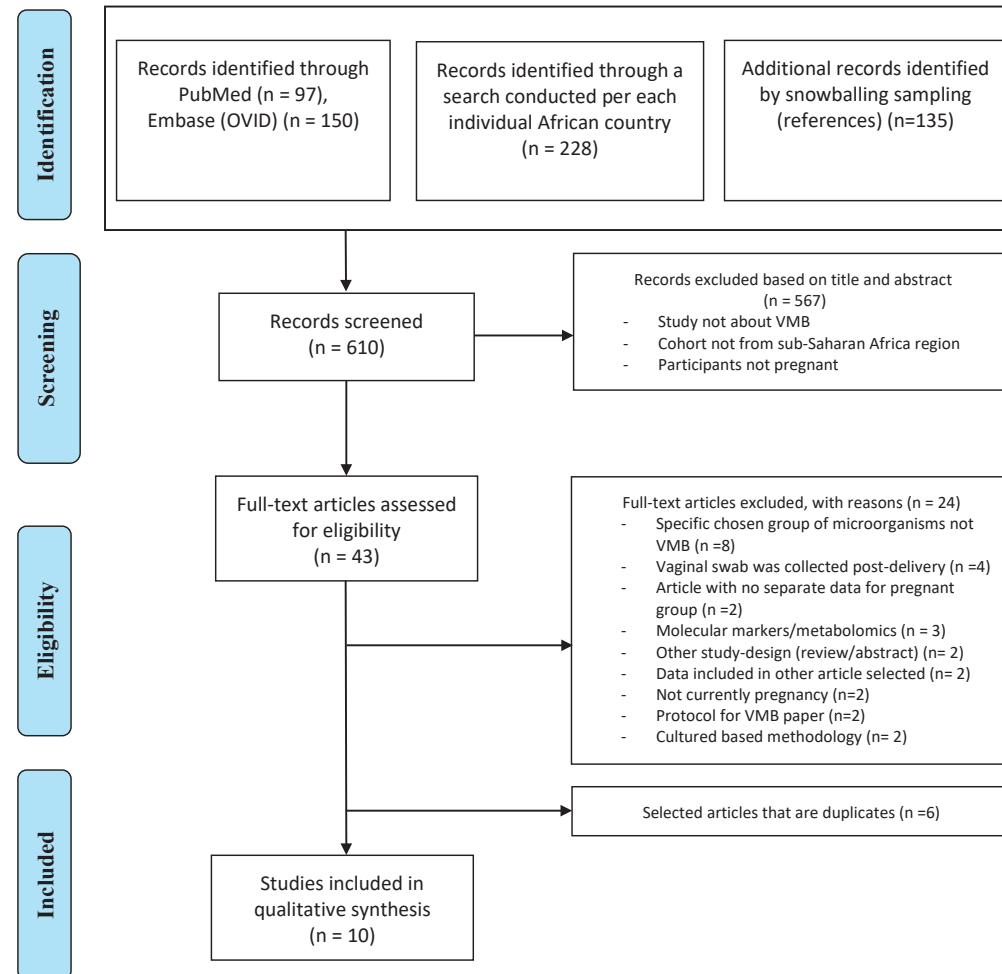 Identification
Records identified through
PubMed (n = 97),
Embase (OVID) (n = 150)
Records identified through a
search conducted per each
individual African country
(n = 228)
Additional records identified
by snowballing sampling
(references) (n=135)
Screening
Records screened
(n = 610)
Records excluded based on title and abstract
(n = 567)
- Study not about VMB
- Cohort not from sub-Saharan Africa region
- Participants not pregnant
Eligibility
Full-text articles assessed
for eligibility
(n = 43)
Full-text articles excluded, with reasons (n = 24)
- Specific chosen group of microorganisms not
VMB (n =8)
- Vaginal swab was collected post-delivery (n =4)
- Article with no separate data for pregnant
group (n =2)
- Molecular markers/metabolomics (n = 3)
- Other study-design (review/abstract) (n= 2)
- Data included in other article selected (n= 2)
- Not currently pregnancy (n=2)
- Protocol for VMB paper (n=2)
- Cultured based methodology (n= 2)
Included
Selected articles that are duplicates (n =6)
Studies included in
qualitative synthesis
(n = 10)